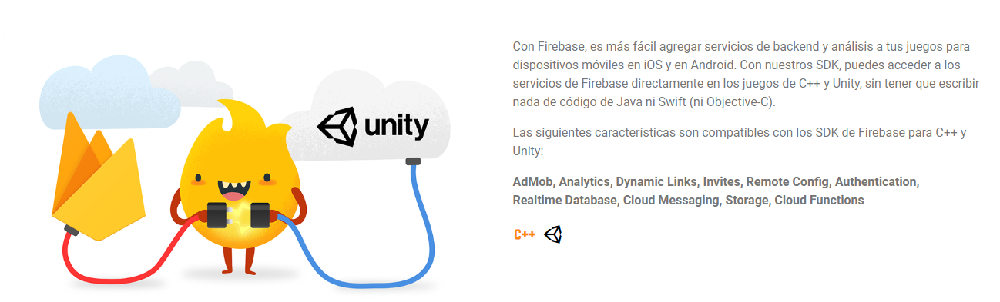 unity
Con Firebase, es más fácil agregar servicios de backend y análisis a tus juegos para
dispositivos móviles en iOS y en Android. Con nuestros SDK, puedes acceder a los
servicios de Firebase directamente en los juegos de C++ y Unity, sin tener que escribir
nada de código de Java ni Swift (ni Objective-C).
Las siguientes características son compatibles con los SDK de Firebase para C++ y
Unity:
AdMob, Analytics, Dynamic Links, Invites, Remote Config, Authentication,
Realtime Database, Cloud Messaging, Storage, Cloud Functions
C++